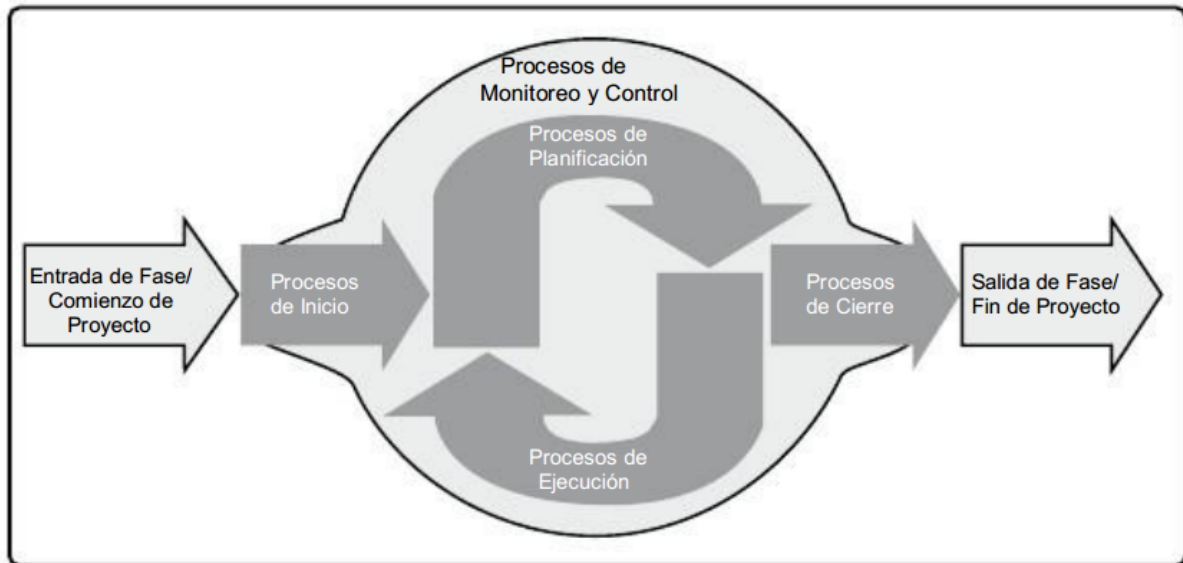 Procesos de
Monitoreo y Control
Procesos de
Planificación
Entrada de Fase/
Comienzo de
Proyecto
Procesos
de Inicio
Procesos
de Cierre
Salida de Fase/
Fin de Proyecto
Procesos de
Ejecución